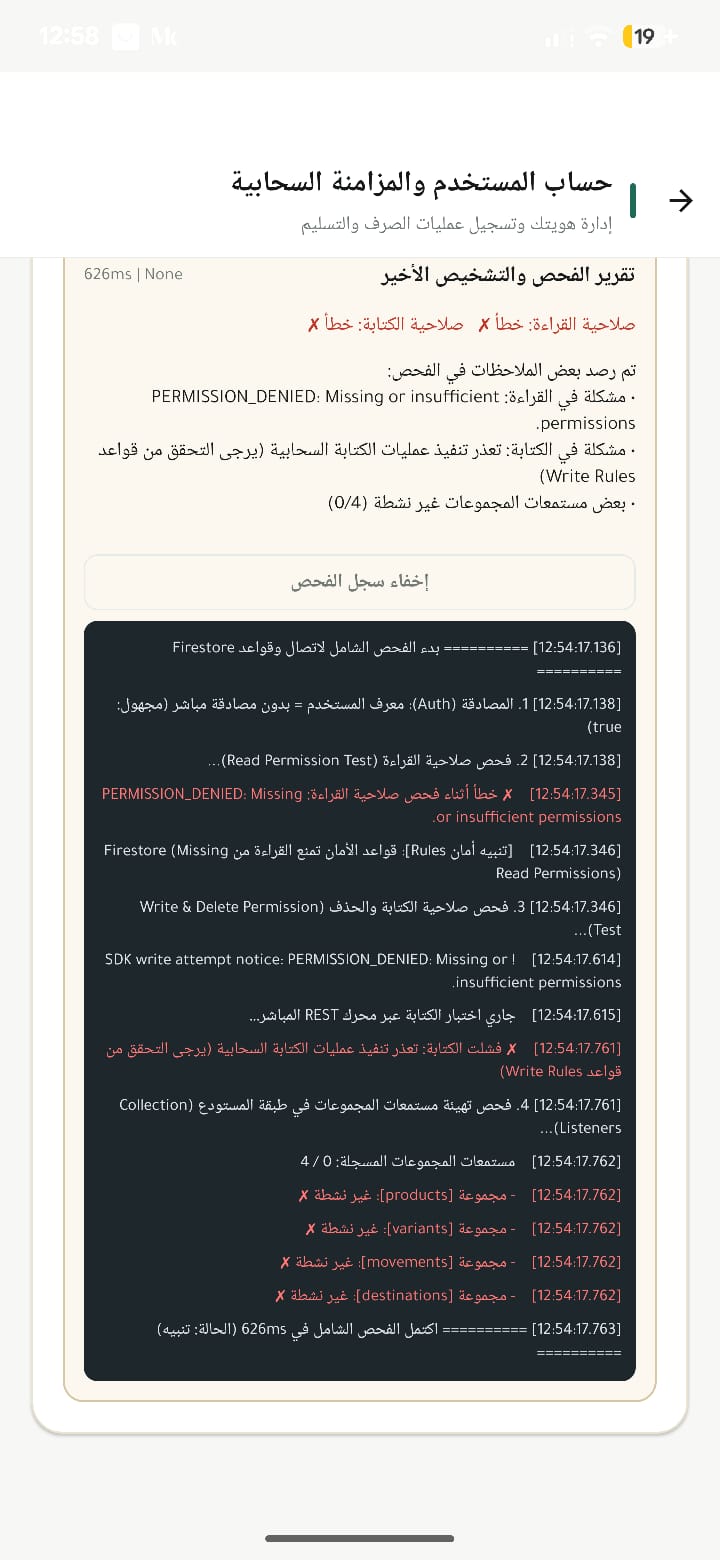 12:58 Mk 19
حساب المستخدم والمزامنة السحابية
إدارة هويتك وتسجيل عمليات الصرف والتسليم
تقرير الفحص والتشخيص الأخير 626ms | None
صلاحية القراءة: خطأ ✗ صلاحية الكتابة: خطأ ✗
تم رصد بعض الملاحظات في الفحص:
• مشكلة في القراءة: PERMISSION_DENIED: Missing or insufficient
permissions.
• مشكلة في الكتابة: تعذر تنفيذ عمليات الكتابة السحابية (يرجى التحقق من قواعد
Write Rules)
• بعض مستمعات المجموعات غير نشطة (0/4)
إخفاء سجل الفحص
[12:54:17.136] ========== بدء الفحص الشامل لاتصال وقواعد Firestore
==========
[12:54:17.138] 1. المصادقة (Auth): معرف المستخدم = بدون مصادقة مباشر (مجهول:
true)
[12:54:17.138] 2. فحص صلاحية القراءة (Read Permission Test)...
[12:54:17.345] ✗ خطأ أثناء فحص صلاحية القراءة: PERMISSION_DENIED: Missing
or insufficient permissions.
[12:54:17.346] [تنبيه أمان Rules]: قواعد الأمان تمنع القراءة من Firestore (Missing
Read Permissions)
[12:54:17.346] 3. فحص صلاحية الكتابة والحذف (Write & Delete Permission
Test)...
[12:54:17.614] ! SDK write attempt notice: PERMISSION_DENIED: Missing or
insufficient permissions.
[12:54:17.615] جاري اختبار الكتابة عبر محرك REST المباشر...
[12:54:17.761] ✗ فشلت الكتابة: تعذر تنفيذ عمليات الكتابة السحابية (يرجى التحقق من
قواعد Write Rules)
[12:54:17.761] 4. فحص تهيئة مستمعات المجموعات في طبقة المستودع (Collection
Listeners)...
[12:54:17.762] مستمعات المجموعات المسجلة: 0 / 4
[12:54:17.762] - مجموعة [products]: غير نشطة ✗
[12:54:17.762] - مجموعة [variants]: غير نشطة ✗
[12:54:17.762] - مجموعة [movements]: غير نشطة ✗
[12:54:17.762] - مجموعة [destinations]: غير نشطة ✗
[12:54:17.763] ========== اكتمل الفحص الشامل في 626ms (الحالة: تنبيه)
==========